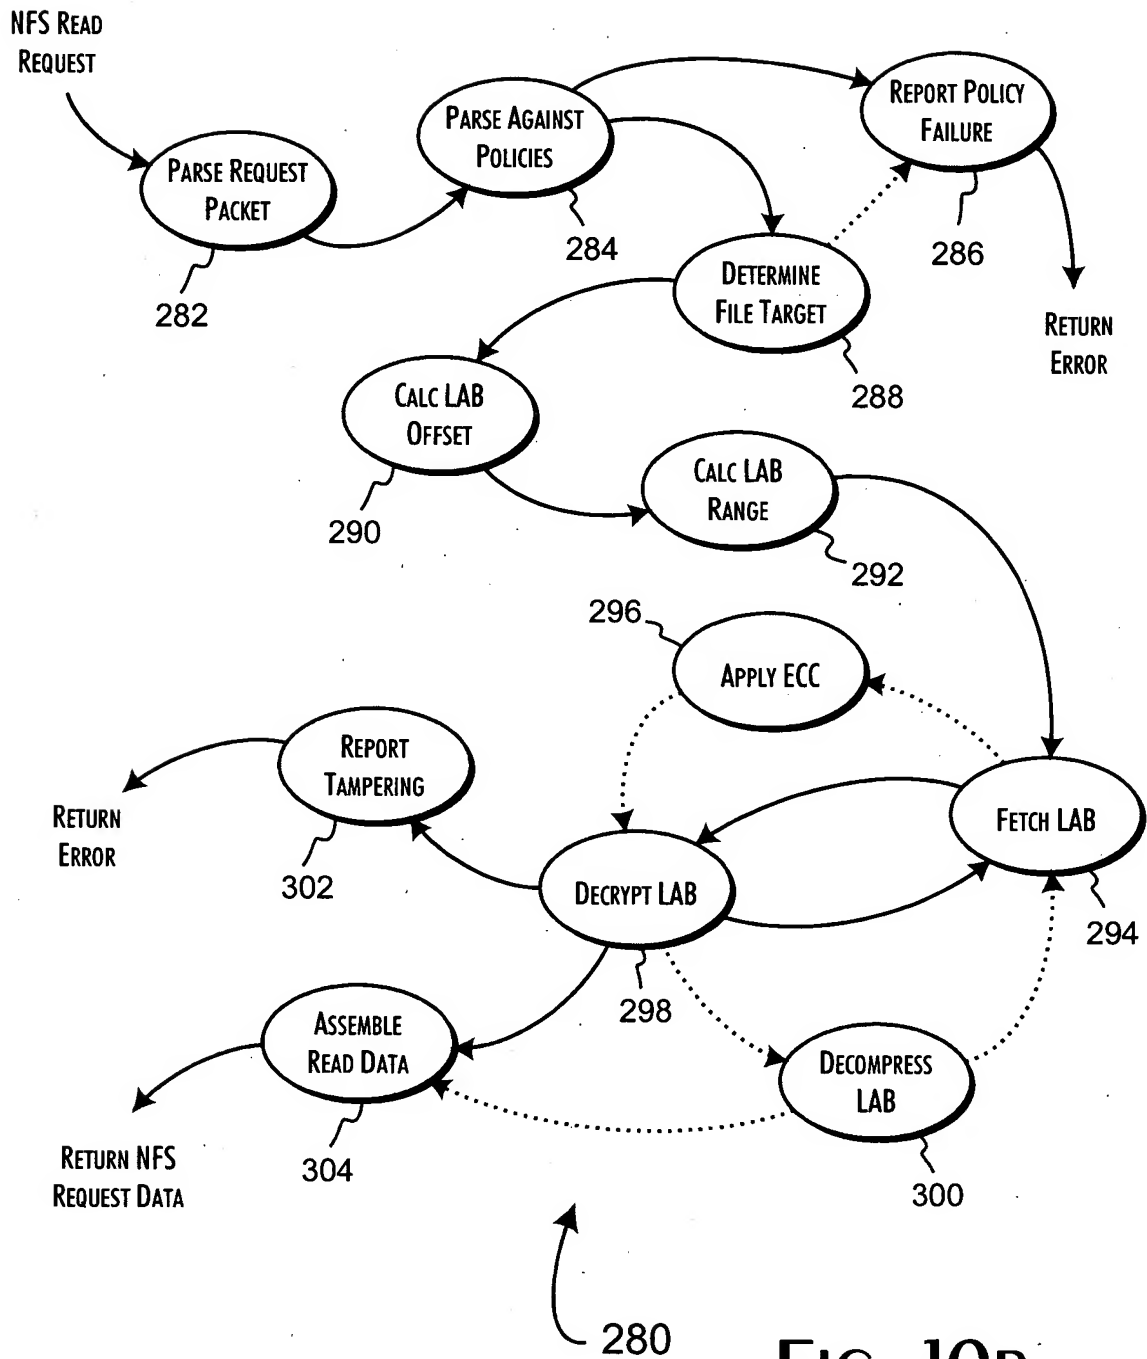 NFS READ
REQUEST
PARSE REQUEST
PACKET
282
PARSE AGAINST
POLICIES
284
REPORT POLICY
FAILURE
286
DETERMINE
FILE TARGET
288
RETURN
ERROR
CALC LAB
OFFSET
290
CALC LAB
RANGE
292
296
APPLY ECC
REPORT
TAMPERING
302
RETURN
ERROR
FETCH LAB
294
DECRYPT LAB
298
ASSEMBLE
READ DATA
304
DECOMPRESS
LAB
300
RETURN NFS
REQUEST DATA
280
FIG. 10B